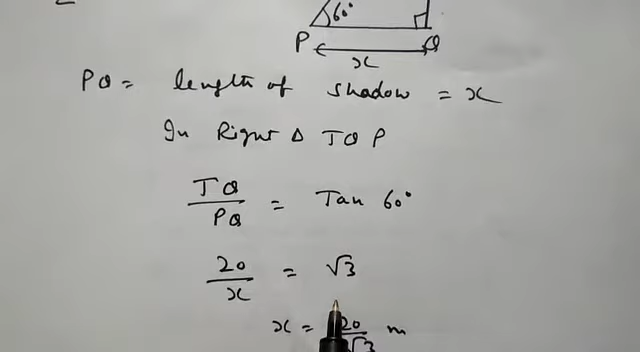 60°
P Q
x
PQ = length of shadow = x
In Right Δ TQP
TQ/PQ = Tan 60°
20/x = √3
x = 20/√3 m